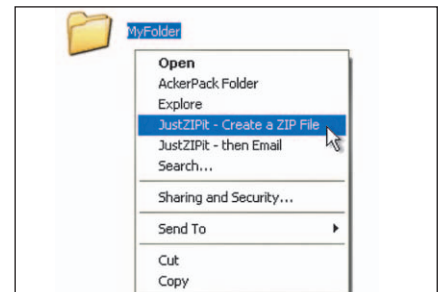 MyFolder
Open
AckerPack Folder
Explore
JustZIPit - Create a ZIP File
JustZIPit - then Email
Search...
Sharing and Security...
Send To
Cut
Copy